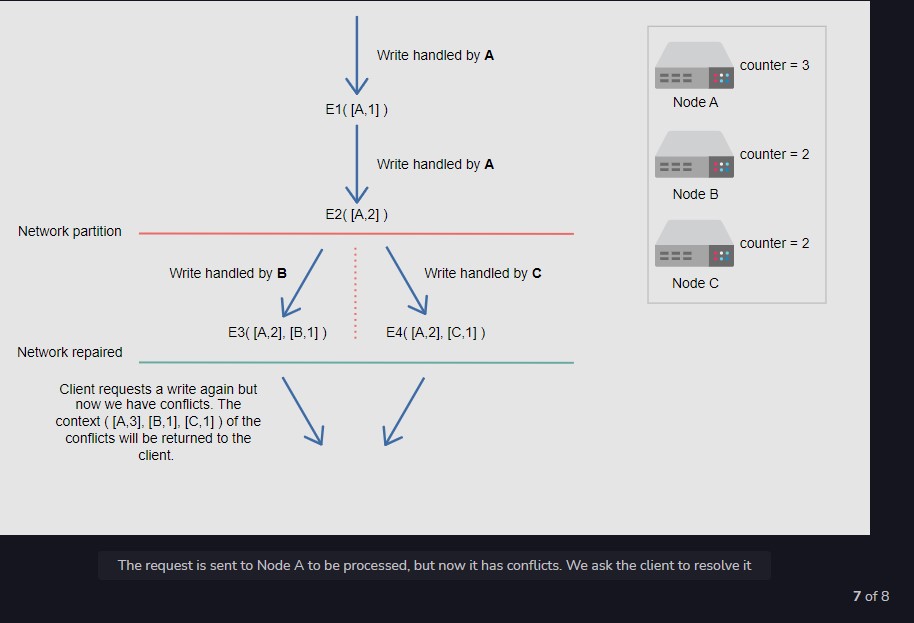 Write handled by A
E1( [A,1] )
Write handled by A
E2( [A,2] )
Network partition
Write handled by B
Write handled by C
E3( [A,2], [B,1] )
E4( [A,2], [C,1] )
Network repaired
Client requests a write again but
now we have conflicts. The
context ( [A,3], [B,1], [C,1] ) of the
conflicts will be returned to the
client.
counter = 3
Node A
counter = 2
Node B
counter = 2
Node C
The request is sent to Node A to be processed, but now it has conflicts. We ask the client to resolve it
7 of 8